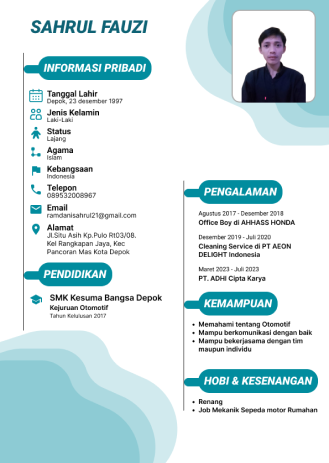 SAHRUL FAUZI
INFORMASI PRIBADI
Tanggal Lahir
Depok, 23 desember 1997
Jenis Kelamin
Laki-Laki
Status
Lajang
Agama
Islam
Kebangsaan
Indonesia
Telepon
089532008967
Email
ramdanisahrul21@gmail.com
Alamat
Jl.Situ Asih Kp.Pulo Rt03/08.
Kel Rangkapan Jaya, Kec
Pancoran Mas Kota Depok
PENDIDIKAN
SMK Kesuma Bangsa Depok
Kejuruan Otomotif
Tahun Kelulusan 2017
PENGALAMAN
Agustus 2017 - Desember 2018
Office Boy di AHHASS HONDA
Desember 2019 - Juli 2020
Cleaning Service di PT AEON
DELIGHT Indonesia
Maret 2023 - Juli 2023
PT. ADHI Cipta Karya
KEMAMPUAN
• Memahami tentang Otomotif
• Mampu berkomunikasi dengan baik
• Mampu bekerjasama dengan tim
maupun individu
HOBI & KESENANGAN
• Renang
• Job Mekanik Sepeda motor Rumahan